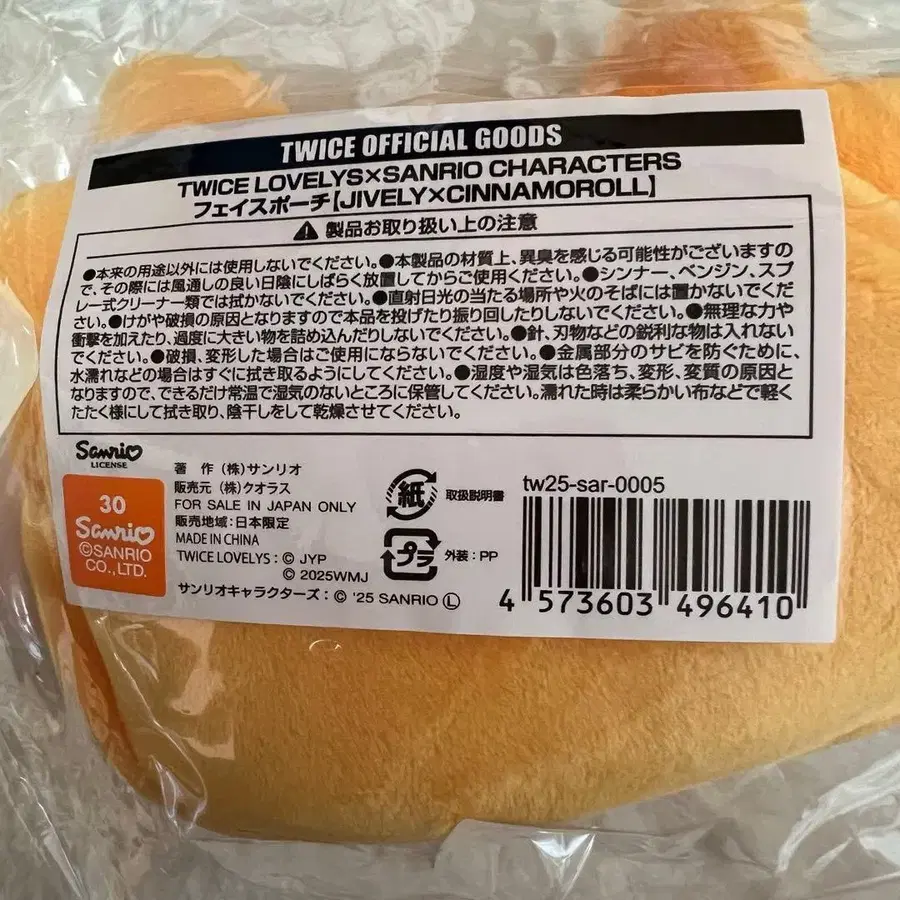 TWICE OFFICIAL GOODS
TWICE LOVELYS×SANRIO CHARACTERS
フェイスポーチ【JIVELY×CINNAMOROLL】
製品お取り扱い上の注意
●本来の用途以外には使用しないでください。●本製品の材質上、異臭を感じる可能性がございますの
で、その際には風通しの良い日陰にしばらく放置してからご使用ください。●シンナー、ベンジン、スプ
レー式クリーナー類では拭かないでください。●直射日光の当たる場所や火のそばには置かないでくだ
さい。●けがや破損の原因となりますので本品を投げたり振り回したりしないでください。●無理な力や
衝撃を加えたり、過度に大きい物を詰め込んだりしないでください。●針、刃物などの鋭利な物は入れない
でください。●破損、変形した場合はご使用にならないでください。●金属部分のサビを防ぐために、
水濡れなどの場合はすぐに拭き取るようにしてください。●湿度や湿気は色落ち、変形、変質の原因と
なりますので、できるだけ常温で湿気のないところに保管してください。濡れた時は柔らかい布などで軽く
たたく様にして拭き取り、陰干しをして乾燥させてください。
Sanrio
LICENSE
30
Sanrio
©SANRIO
CO.,LTD.
著 作 (株)サンリオ
販売元 (株)クオラス
FOR SALE IN JAPAN ONLY
販売地域:日本限定
MADE IN CHINA
TWICE LOVELYS:© JYP
© 2025WMJ
サンリオキャラクターズ:© '25 SANRIO Ⓛ
紙 取扱説明書
プラ 外装:PP
tw25-sar-0005
4 573603 496410